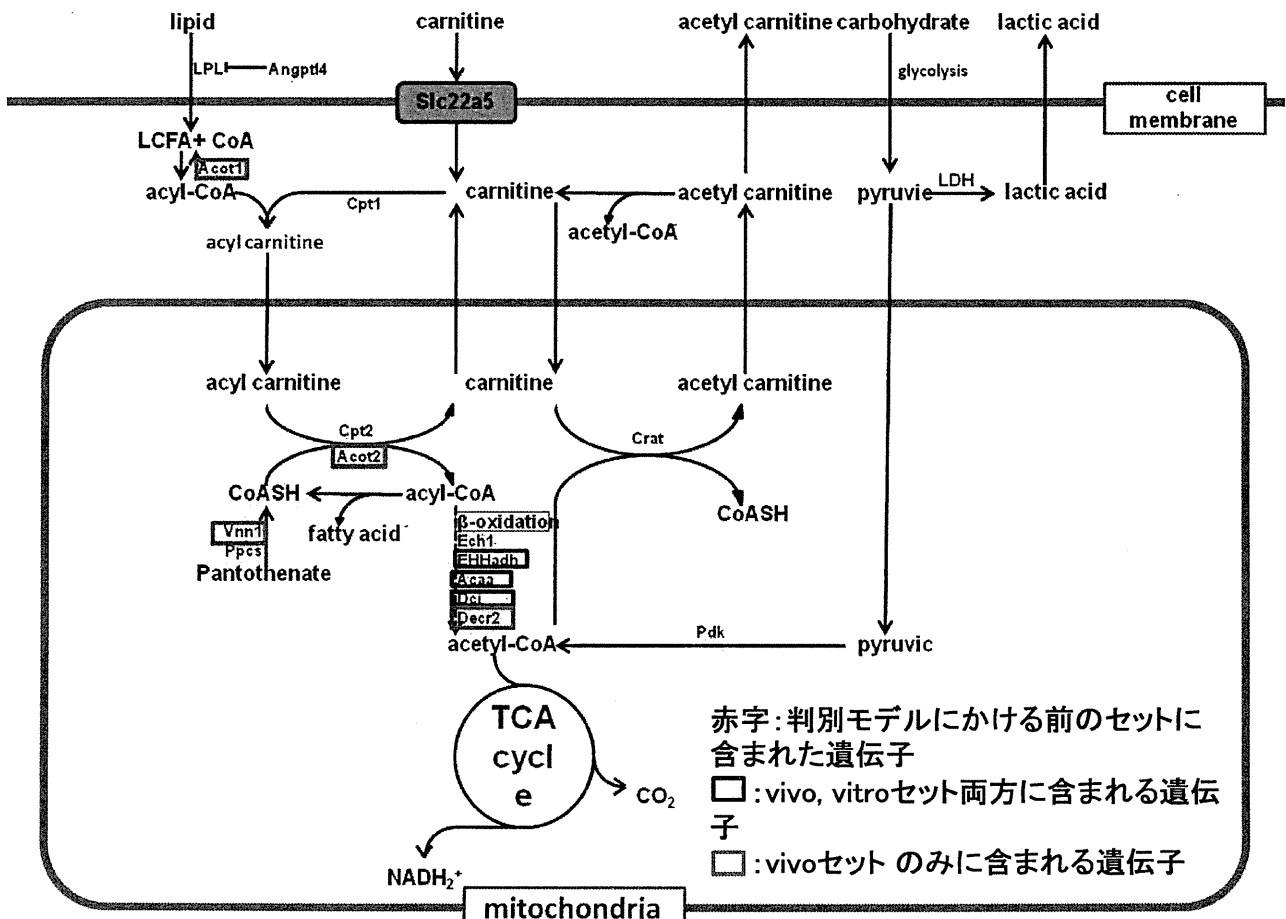 lipid
carnitine
acetyl carnitine
carbohydrate
lactic acid
LPL
Angptl4
glycolysis
Slc22a5
cell
membrane
LCFA+ CoA
Acot1
acyl-CoA
Cpt1
carnitine
acetyl carnitine
pyruvie
LDH
lactic acid
acyl carnitine
acetyl-CoA
acyl carnitine
carnitine
acetyl carnitine
Cpt2
Acot2
Crat
CoASH
acyl-CoA
CoASH
Vnn1
Ppcs
Pantothenate
fatty acid
β-oxidation
Ech1
EHHadh
Acaa
Dci
Decr2
acetyl-CoA
Pdk
pyruvic
TCA
cycl
e
CO₂
NADH₂⁺
赤字:判別モデルにかける前のセットに
含まれた遺伝子
:vivo, vitroセット両方に含まれる遺伝
子
:vivoセット のみに含まれる遺伝子
mitochondria